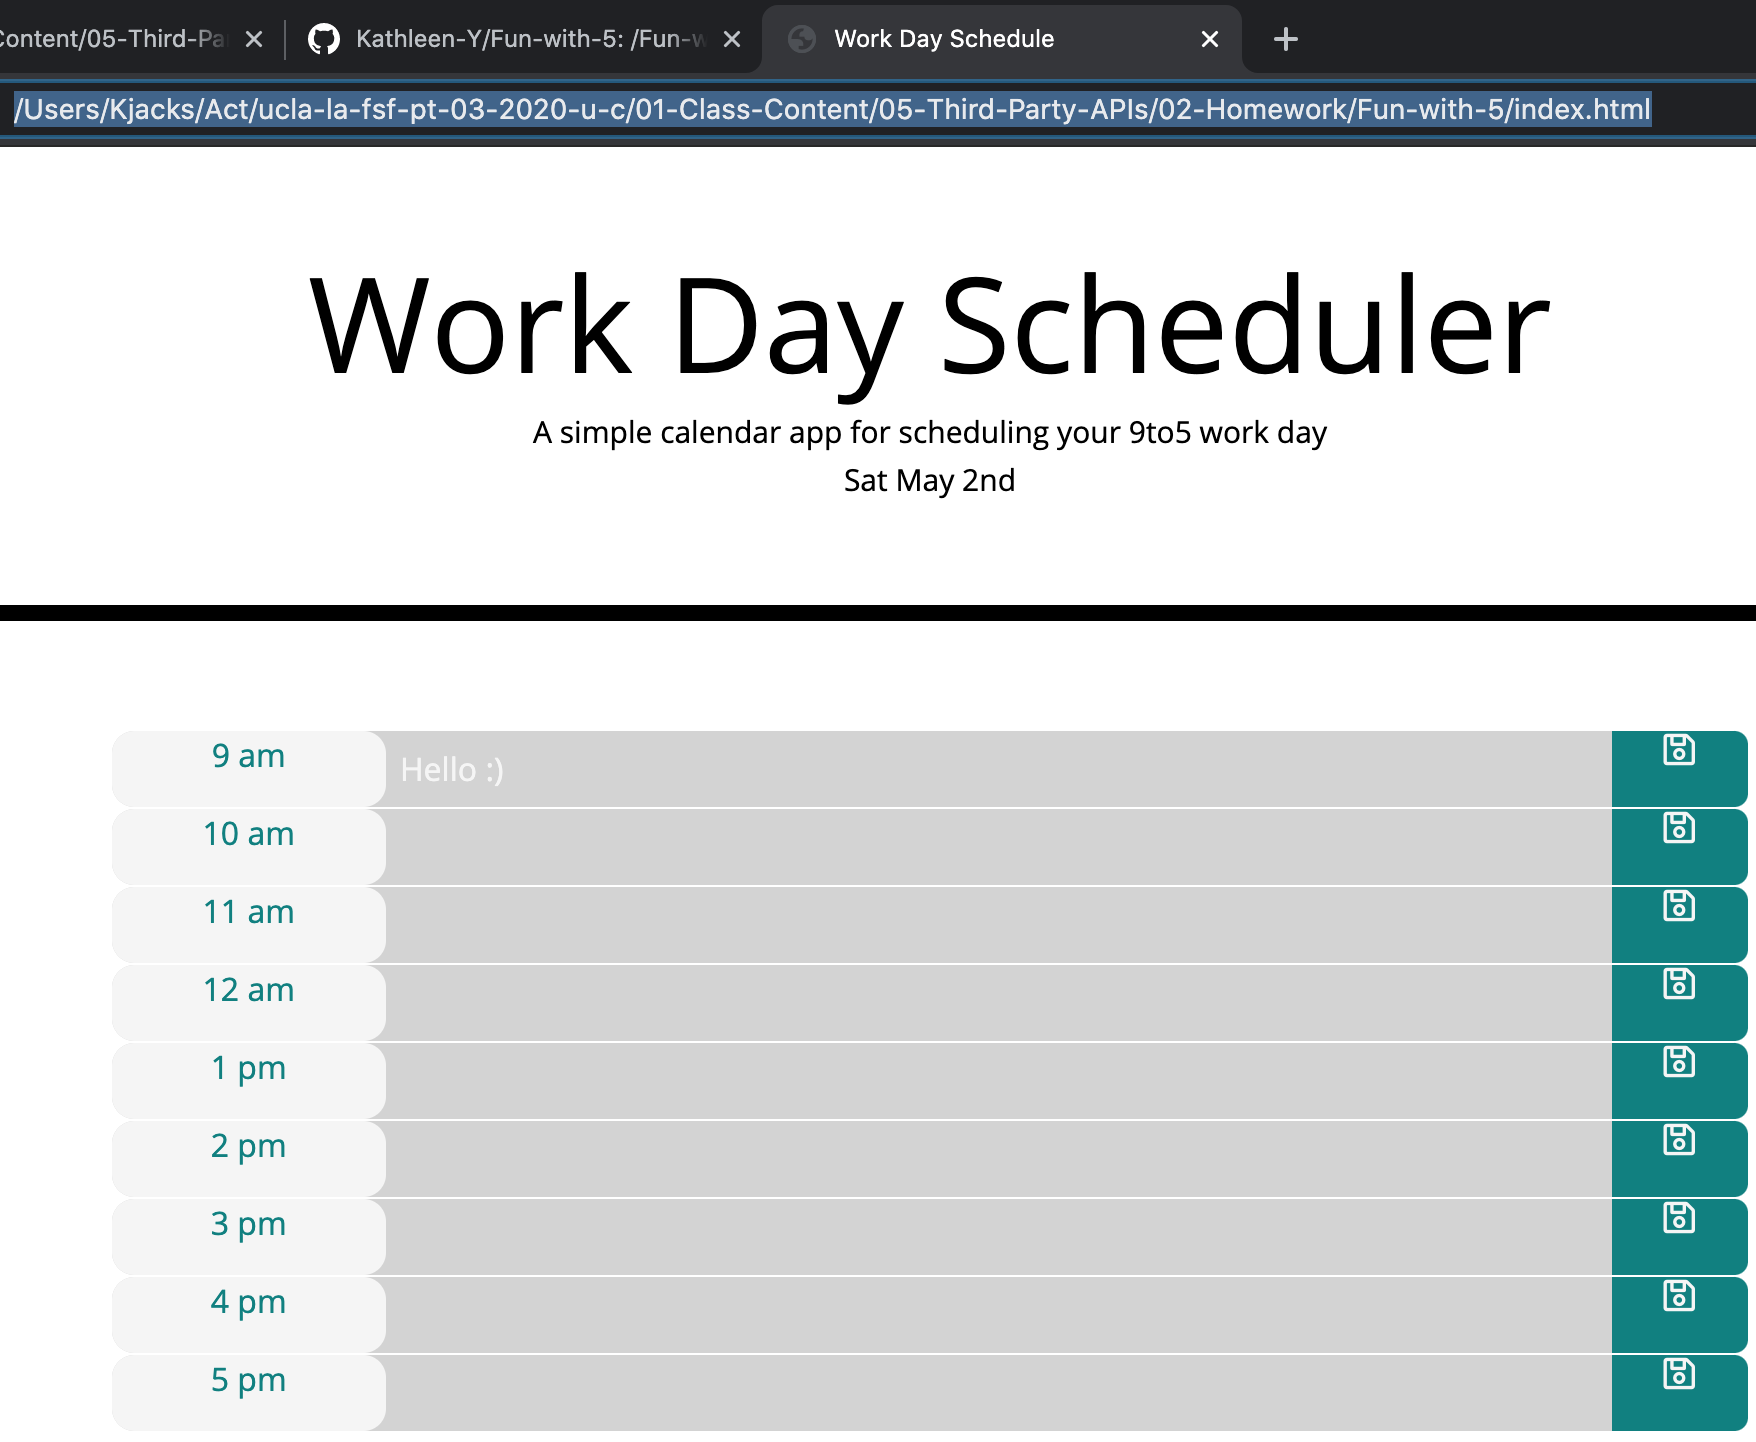 Content/05-Third-Pa
Kathleen-Y/Fun-with-5: /Fun-w
Work Day Schedule
/Users/Kjacks/Act/ucla-la-fsf-pt-03-2020-u-c/01-Class-Content/05-Third-Party-APIs/02-Homework/Fun-with-5/index.html
Work Day Scheduler
A simple calendar app for scheduling your 9to5 work day
Sat May 2nd
9 am
Hello :)
10 am
11 am
12 am
1 pm
2 pm
3 pm
4 pm
5 pm